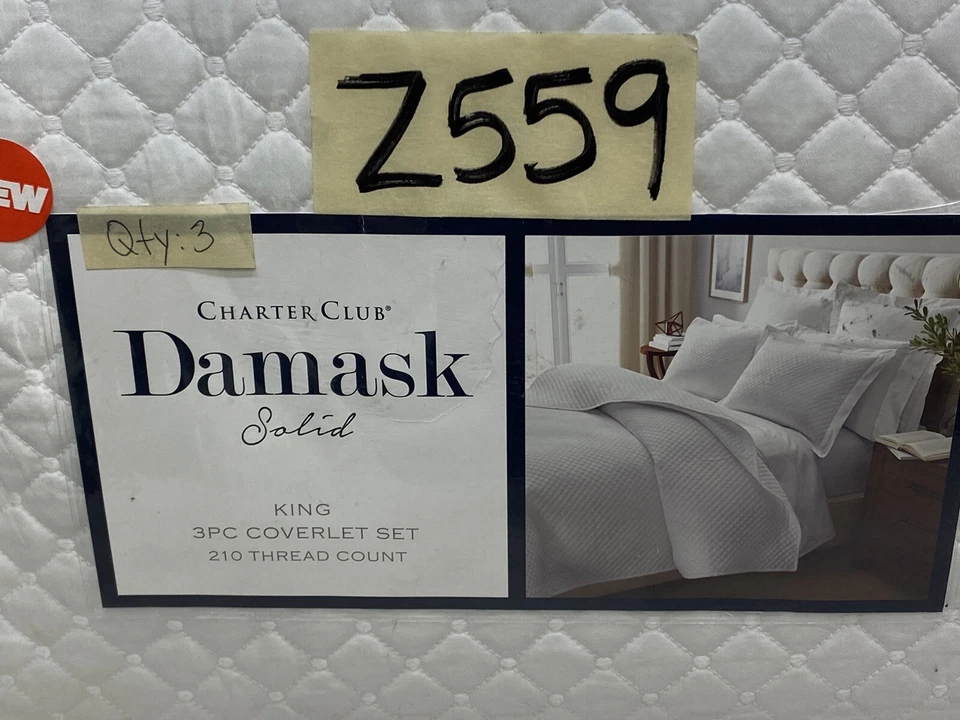 Z559
EW
Qty: 3
CHARTER CLUB®
Damask
Solid
KING
3PC COVERLET SET
210 THREAD COUNT